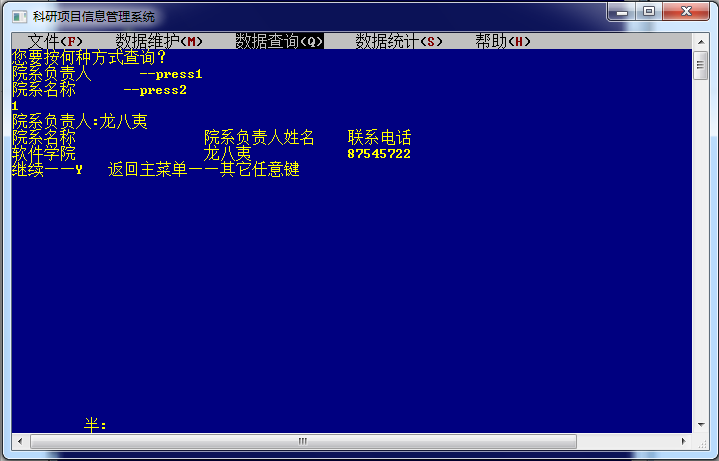 科研项目信息管理系统
文件(F) 数据维护(M) 数据查询(Q) 数据统计(S) 帮助(H)
您要按何种方式查询?
院系负责人 --press1
院系名称 --press2
1
院系负责人:龙八夷
院系名称 院系负责人姓名 联系电话
软件学院 龙八夷 87545722
继续——Y 返回主菜单——其它任意键
半: